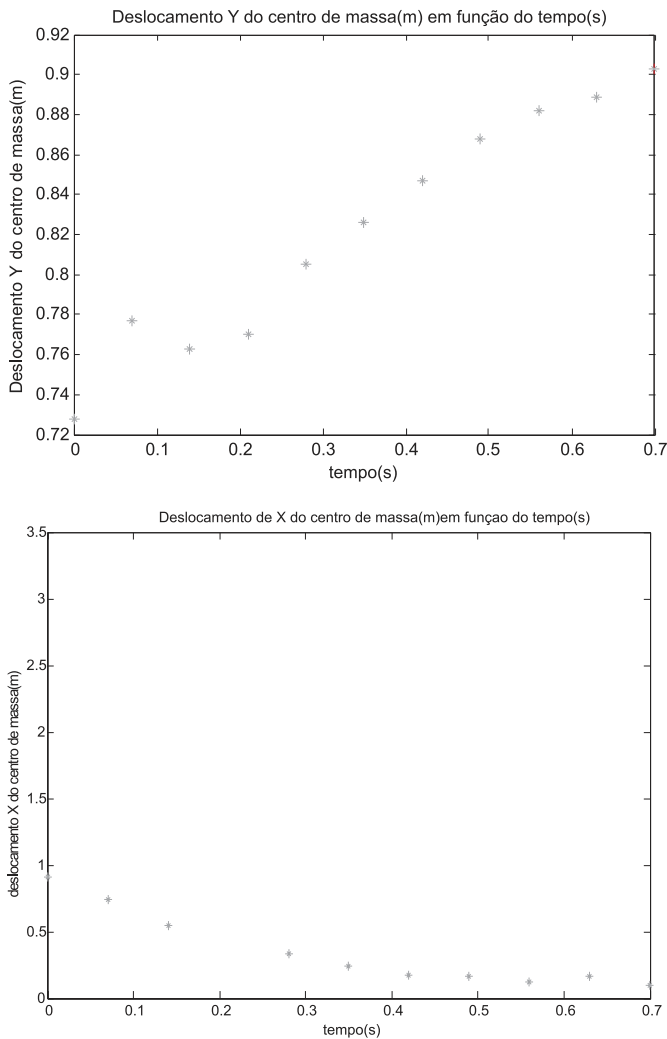 Deslocamento Y do centro de massa(m) em função do tempo(s)
0.92
0.9
0.88
0.86
0.84
0.82
0.8
0.78
0.76
0.74
0.72
Deslocamento Y do centro de massa(m)
0 0.1 0.2 0.3 0.4 0.5 0.6 0.7
tempo(s)
Deslocamento de X do centro de massa(m)em funçao do tempo(s)
3.5
3
2.5
2
1.5
1
0.5
0
deslocamento X do centro de massa(m)
0 0.1 0.2 0.3 0.4 0.5 0.6 0.7
tempo(s)